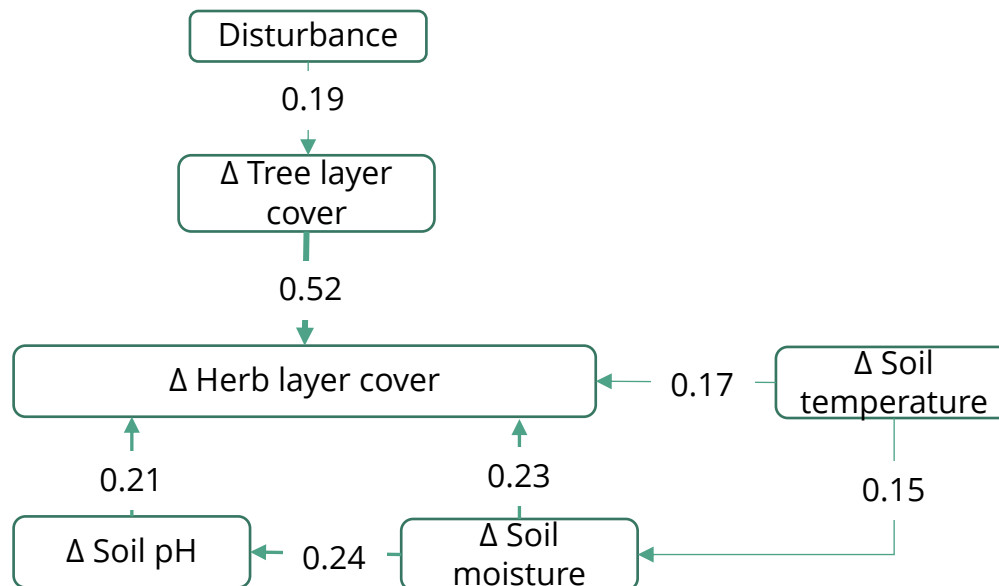 Disturbance
0.19
Δ Tree layer
cover
0.52
Δ Herb layer cover
0.17
Δ Soil
temperature
0.21
0.23
0.15
Δ Soil pH
0.24
Δ Soil
moisture